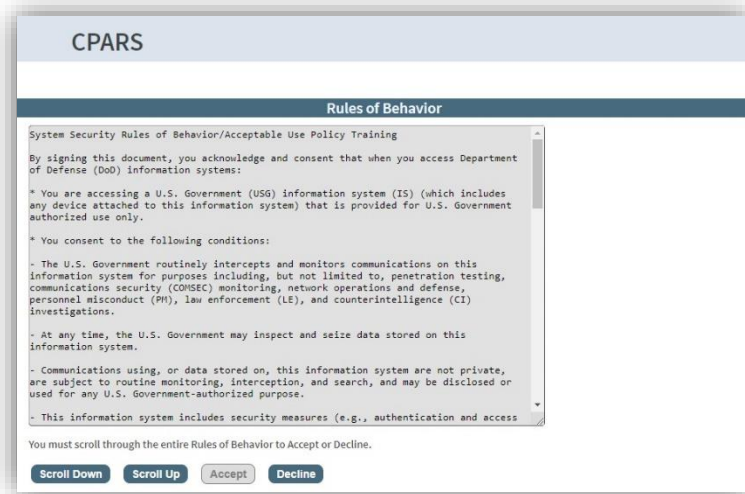 CPARS
Rules of Behavior
System Security Rules of Behavior/Acceptable Use Policy Training
By signing this document, you acknowledge and consent that when you access Department
of Defense (DoD) information systems:
* You are accessing a U.S. Government (USG) information system (IS) (which includes
any device attached to this information system) that is provided for U.S. Government
authorized use only.
* You consent to the following conditions:
- The U.S. Government routinely intercepts and monitors communications on this
information system for purposes including, but not limited to, penetration testing,
communications security (COMSEC) monitoring, network operations and defense,
personnel misconduct (PM), law enforcement (LE), and counterintelligence (CI)
investigations.
- At any time, the U.S. Government may inspect and seize data stored on this
information system.
- Communications using, or data stored on, this information system are not private,
are subject to routine monitoring, interception, and search, and may be disclosed or
used for any U.S. Government-authorized purpose.
- This information system includes security measures (e.g., authentication and access
You must scroll through the entire Rules of Behavior to Accept or Decline.
Scroll Down Scroll Up Accept Decline